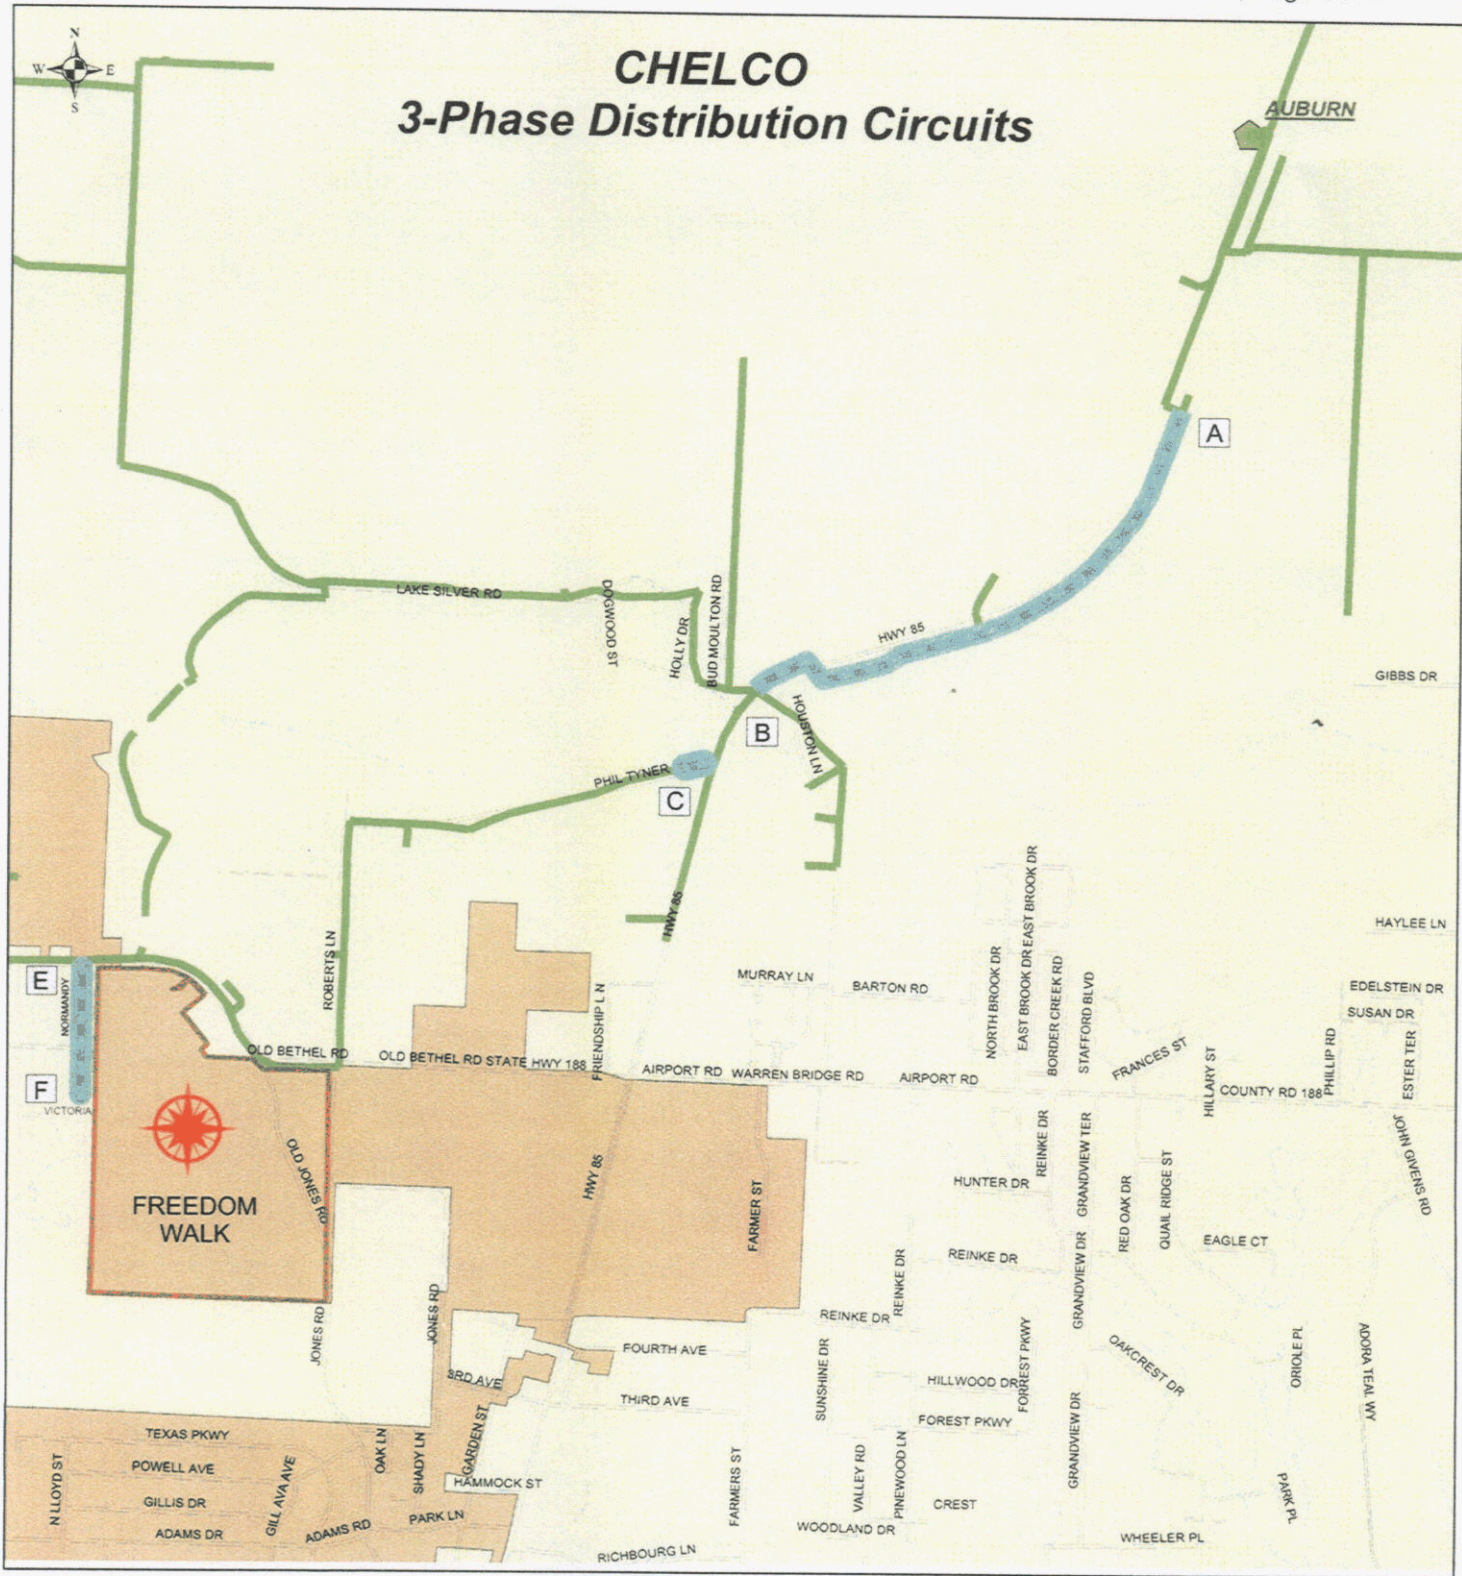 N
W E
S
CHELCO
3-Phase Distribution Circuits
AUBURN
A
LAKE SILVER RD
DOGWOOD ST
HOLLY DR
BUD MOULTON RD
HWY 85
GIBBS DR
B
HOUSTON LN
PHIL TYNER
C
HWY 85
ROBERTS LN
FRIENDSHIP LN
MURRAY LN
BARTON RD
NORTH BROOK DR
EAST BROOK DR
EAST BROOK DR
BORDER CREEK RD
STAFFORD BLVD
HAYLEE LN
EDELSTEIN DR
SUSAN DR
E
NORMANDY
F
VICTORIA
OLD BETHEL RD
OLD BETHEL RD STATE HWY 188
AIRPORT RD
WARREN BRIDGE RD
AIRPORT RD
FRANCES ST
HILLARY ST
COUNTY RD 188
PHILLIP RD
ESTER TER
JOHN GIVENS RD
OLD JONES RD
FREEDOM
WALK
HWY 85
FARMER ST
HUNTER DR
REINKE DR
GRANDVIEW TER
RED OAK DR
QUAIL RIDGE ST
REINKE DR
GRANDVIEW DR
EAGLE CT
REINKE DR
REINKE DR
JONES RD
JONES RD
FOURTH AVE
3RD AVE
THIRD AVE
SUNSHINE DR
HILLWOOD DR
FORREST PKWY
FOREST PKWY
OAKCREST DR
ORIOLE PL
ADORA TEAL WY
TEXAS PKWY
POWELL AVE
GILLIS DR
ADAMS DR
N LLOYD ST
GILL AVA AVE
ADAMS RD
OAK LN
SHADY LN
GARDEN ST
HAMMOCK ST
PARK LN
FARMERS ST
VALLEY RD
PINEWOOD LN
CREST
GRANDVIEW DR
PARK PL
WOODLAND DR
WHEELER PL
RICHBOURG LN